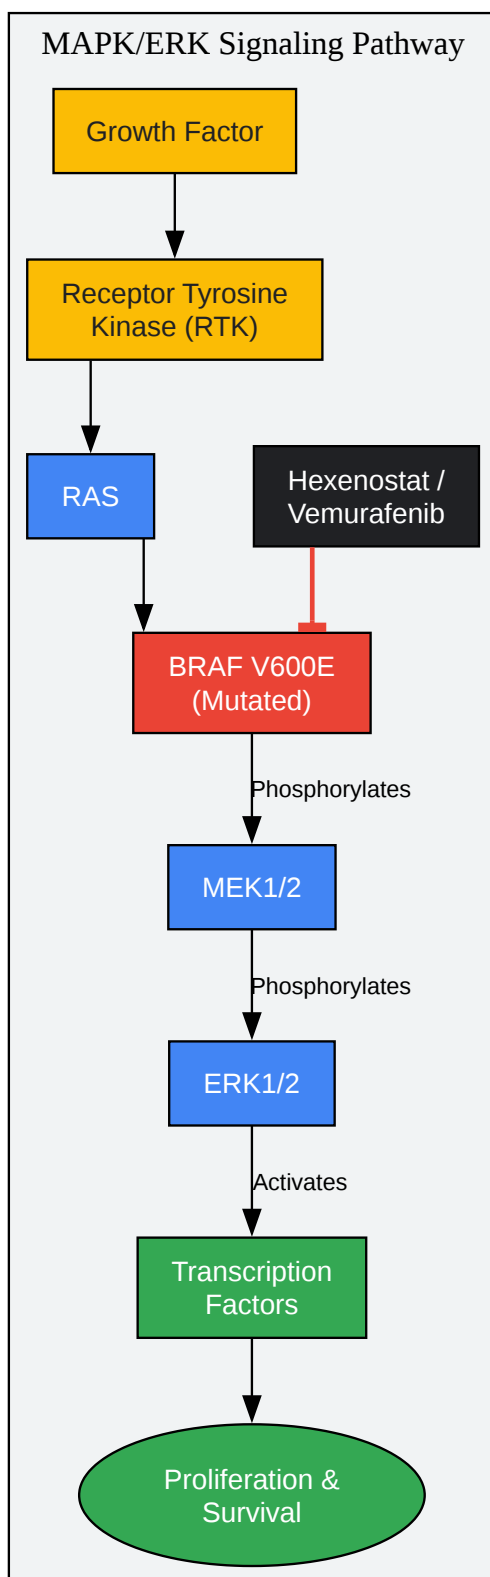 MAPK/ERK Signaling Pathway
Growth Factor
Receptor Tyrosine
Kinase (RTK)
RAS
Hexenostat /
Vemurafenib
BRAF V600E
(Mutated)
Phosphorylates
MEK1/2
Phosphorylates
ERK1/2
Activates
Transcription
Factors
Proliferation &
Survival